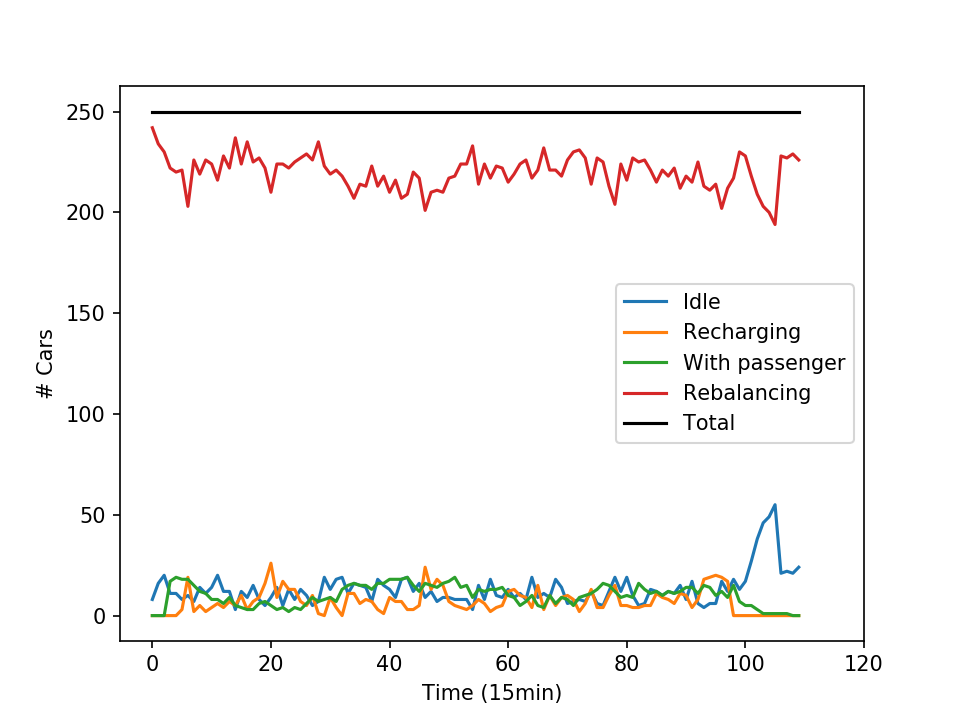 250
200
150
100
50
0
# Cars
Idle
Recharging
With passenger
Rebalancing
Total
0 20 40 60 80 100 120
Time (15min)